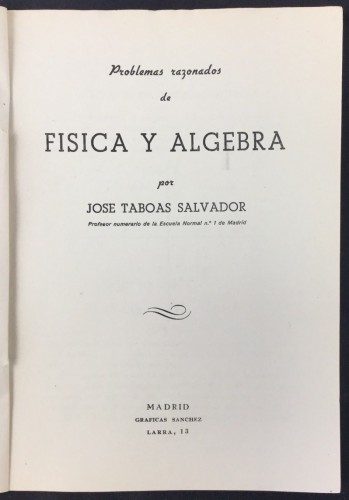 Problemas razonados
de
FISICA Y ALGEBRA
por
JOSE TABOAS SALVADOR
Profesor numerario de la Escuela Normal n.º 1 de Madrid
MADRID
GRAFICAS SANCHEZ
LARRA, 13